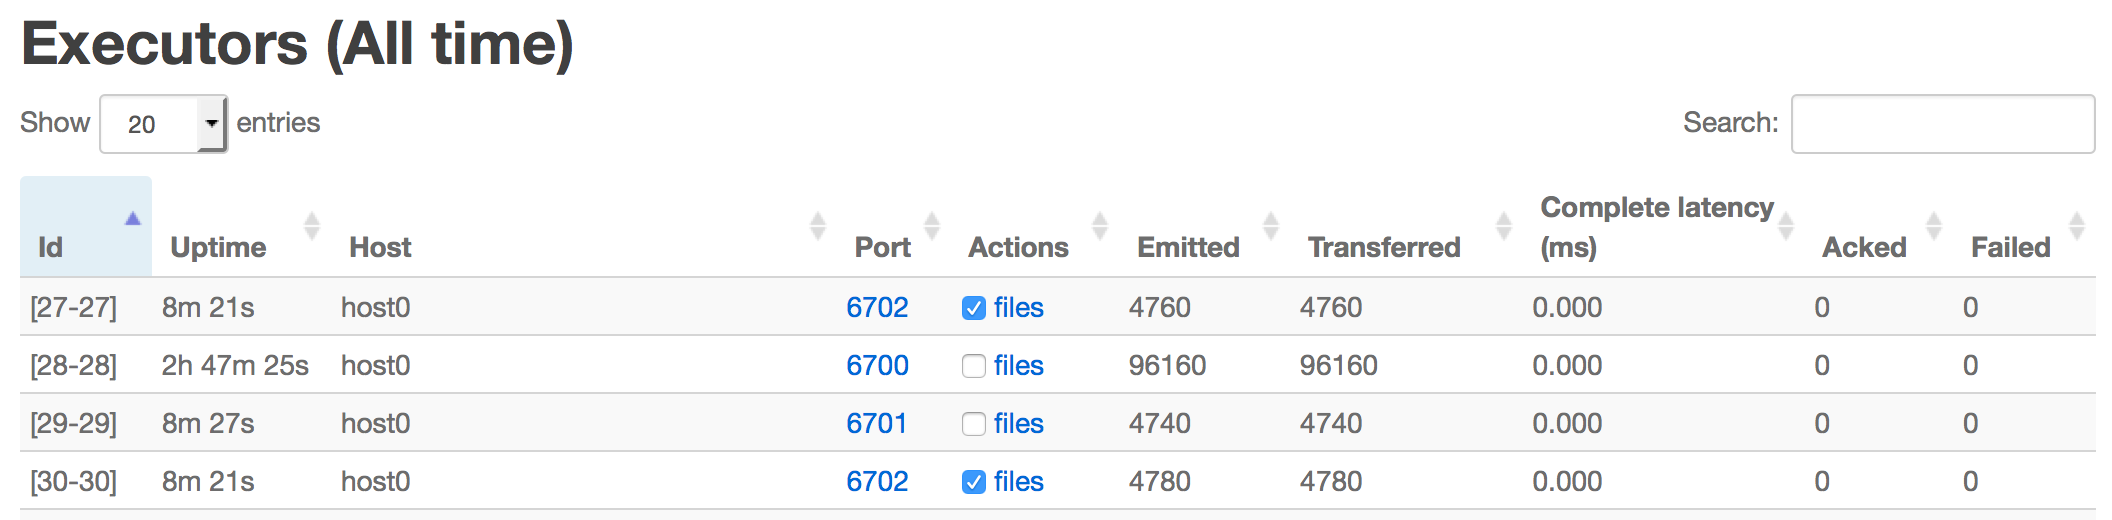 Executors (All time)
Show 20 entries Search:
Id Uptime Host Port Actions Emitted Transferred Complete latency (ms) Acked Failed
[27-27] 8m 21s host0 6702 files 4760 4760 0.000 0 0
[28-28] 2h 47m 25s host0 6700 files 96160 96160 0.000 0 0
[29-29] 8m 27s host0 6701 files 4740 4740 0.000 0 0
[30-30] 8m 21s host0 6702 files 4780 4780 0.000 0 0